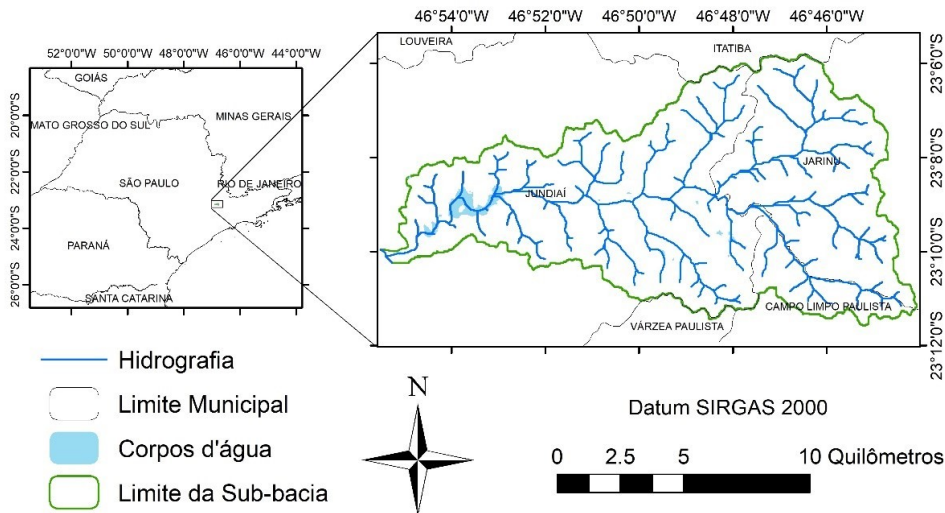 46°54'0"W 46°52'0"W 46°50'0"W 46°48'0"W 46°46'0"W
LOUVEIRA
ITATIBA
23°6'0"S
JARINU
23°8'0"S
JUNDIAÍ
23°10'0"S
CAMPO LIMPO PAULISTA
VÁRZEA PAULISTA
23°12'0"S
52°0'0"W 50°0'0"W 48°0'0"W 46°0'0"W 44°0'0"W
GOIÁS
20°0'0"S
MINAS GERAIS
MATO GROSSO DO SUL
22°0'0"S
SÃO PAULO
RIO DE JANEIRO
24°0'0"S
PARANÁ
26°0'0"S
SANTA CATARINA
Hidrografia
Limite Municipal
Corpos d'água
Limite da Sub-bacia
N
Datum SIRGAS 2000
0 2.5 5 10 Quilômetros